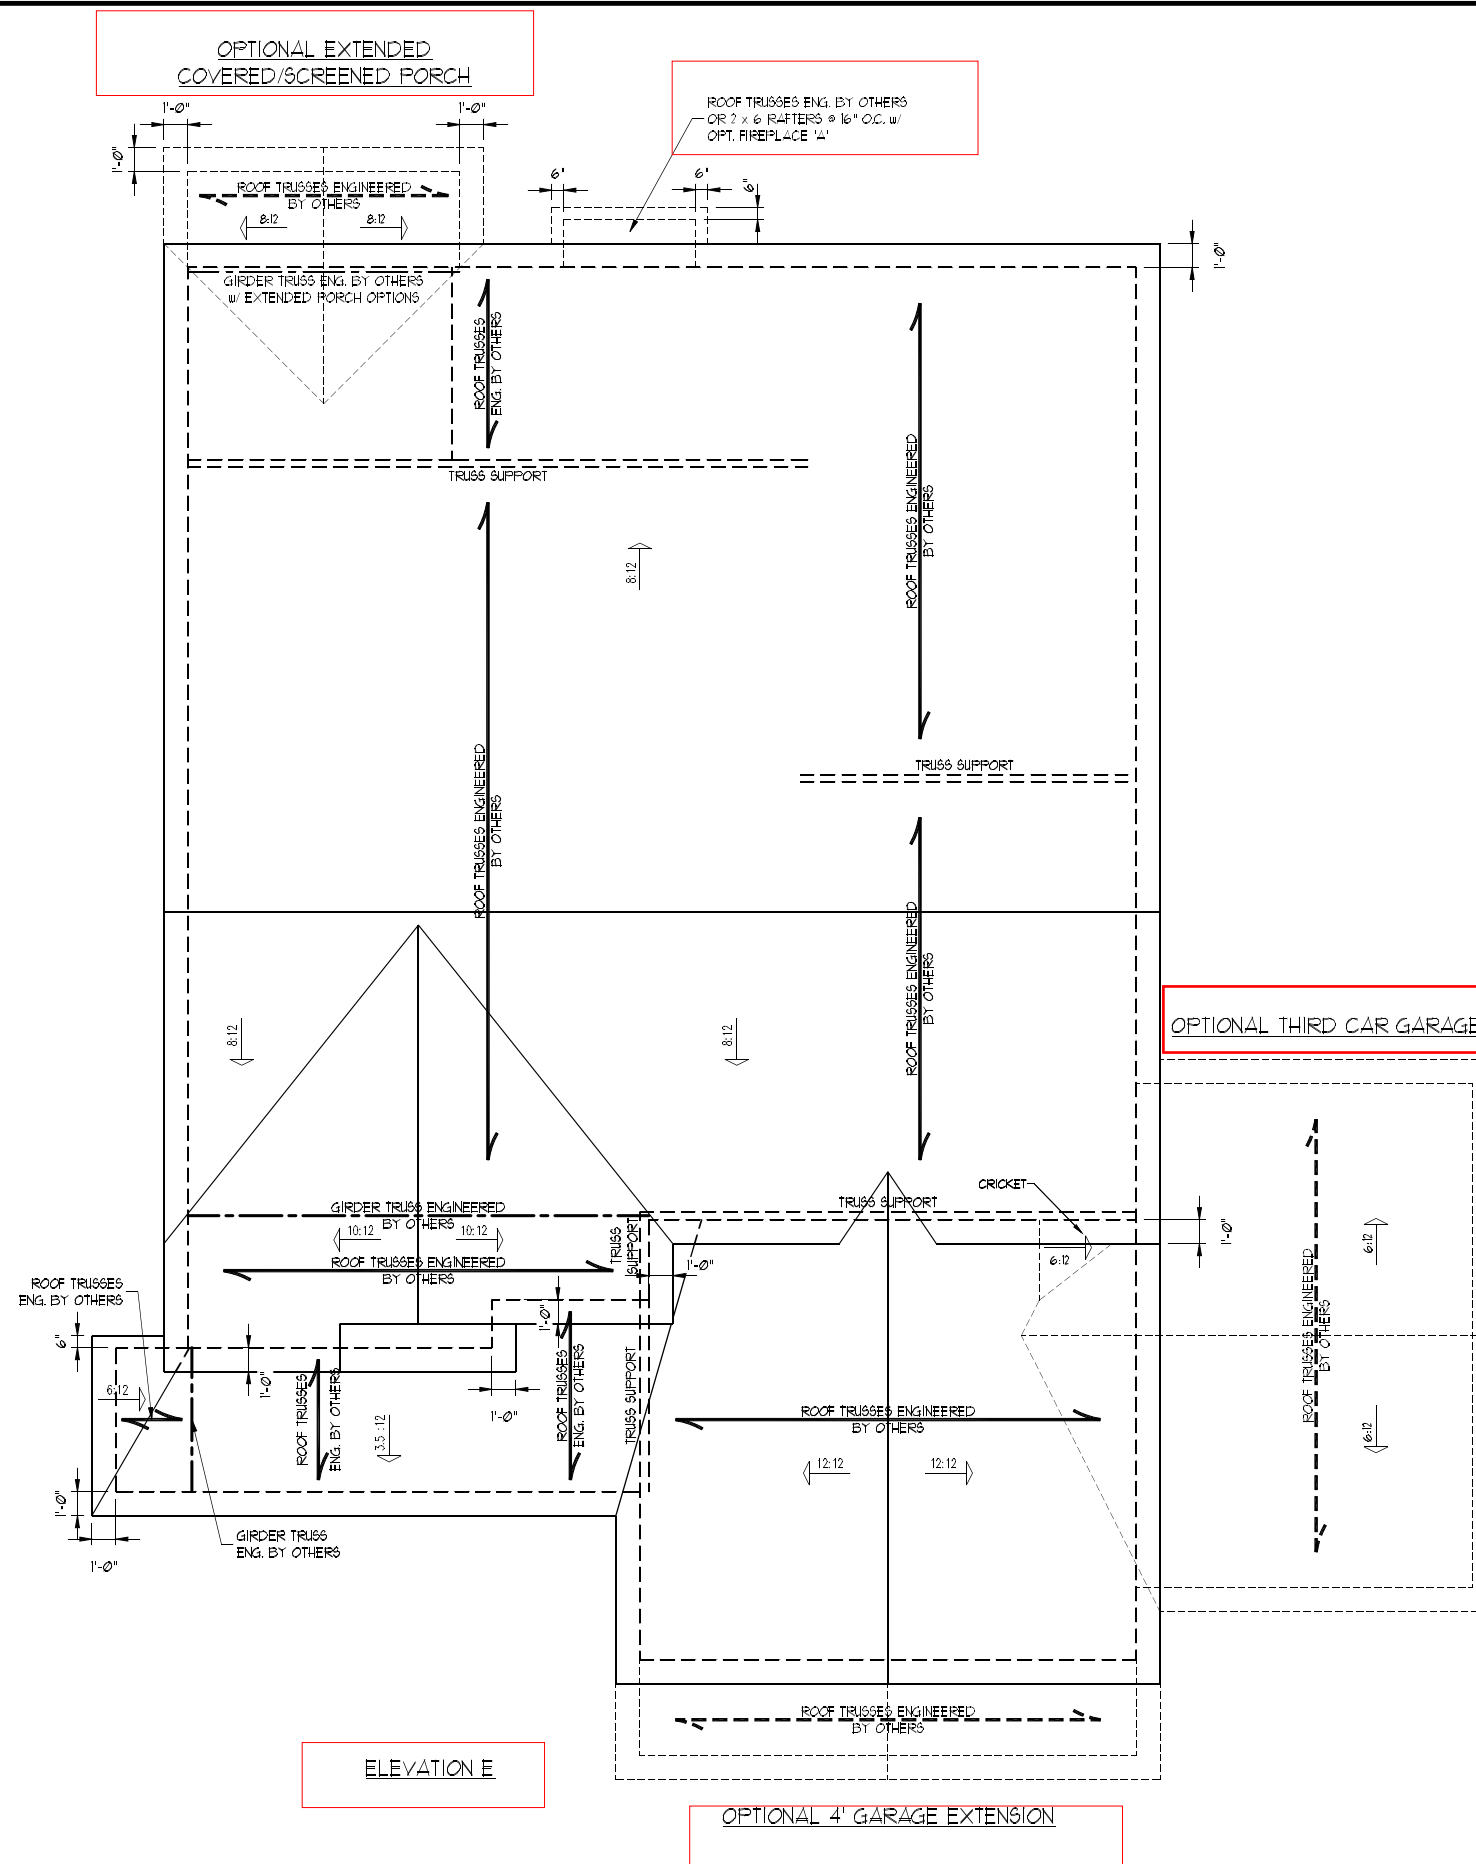 OPTIONAL EXTENDED
COVERED/SCREENED PORCH
1'-0"
1'-0"
1'-0"
ROOF TRUSSES ENG. BY OTHERS
OR 2 x 6 RAFTERS @ 16" O.C. w/
OPT. FIREPLACE 'A'
ROOF TRUSSES ENGINEERED
BY OTHERS
8:12
8:12
6"
6"
6"
1'-0"
GIRDER TRUSS ENG. BY OTHERS
w/ EXTENDED PORCH OPTIONS
ROOF TRUSSES
ENG. BY OTHERS
TRUSS SUPPORT
ROOF TRUSSES ENGINEERED
BY OTHERS
8:12
TRUSS SUPPORT
ROOF TRUSSES ENGINEERED
BY OTHERS
ROOF TRUSSES ENGINEERED
BY OTHERS
8:12
8:12
OPTIONAL THIRD CAR GARAGE
CRICKET
TRUSS SUPPORT
GIRDER TRUSS ENGINEERED
BY OTHERS
10:12
10:12
ROOF TRUSSES ENGINEERED
BY OTHERS
TRUSS
SUPPORT
1'-0"
6:12
1'-0"
6:12
ROOF TRUSSES ENGINEERED
BY OTHERS
6:12
ROOF TRUSSES
ENG. BY OTHERS
6"
6:12
1'-0"
1'-0"
1'-0"
ROOF TRUSSES
ENG. BY OTHERS
3.5 :12
ROOF TRUSSES
ENG. BY OTHERS
TRUSS SUPPORT
ROOF TRUSSES ENGINEERED
BY OTHERS
12:12
12:12
1'-0"
1'-0"
GIRDER TRUSS
ENG. BY OTHERS
ROOF TRUSSES ENGINEERED
BY OTHERS
ELEVATION E
OPTIONAL 4' GARAGE EXTENSION